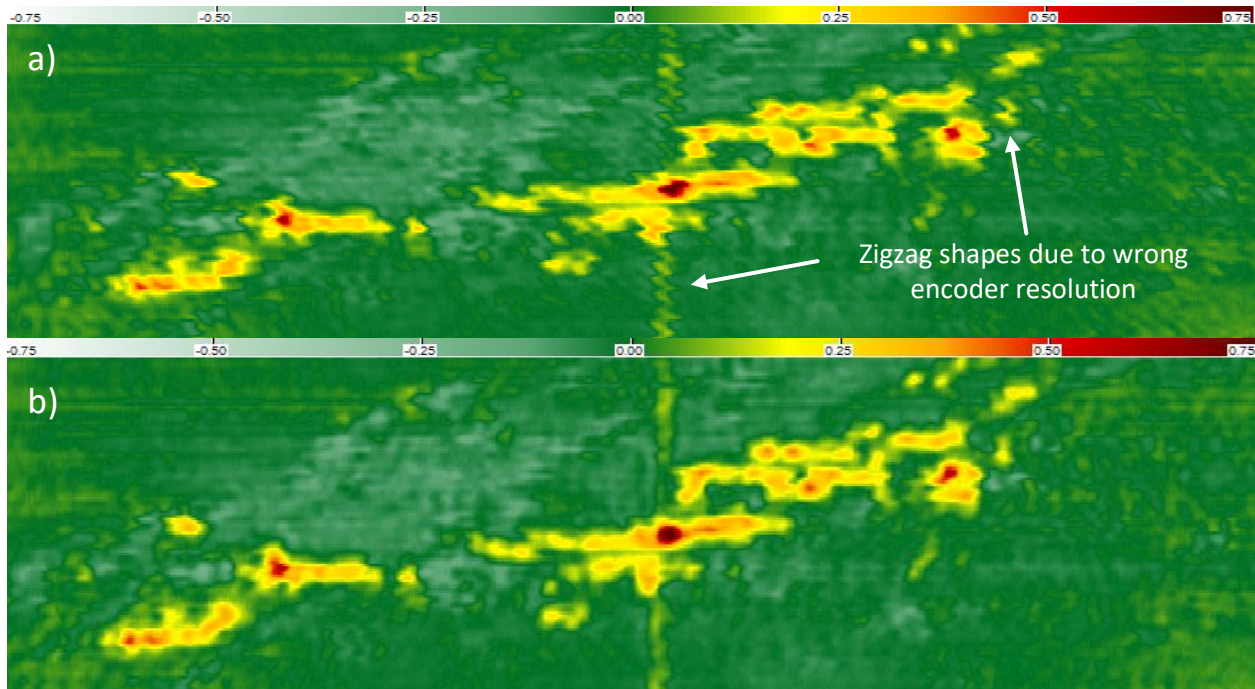 -0.75 -0.50 -0.25 0.00 0.25 0.50 0.75
a)
Zigzag shapes due to wrong
encoder resolution
-0.75 -0.50 -0.25 0.00 0.25 0.50 0.75
b)